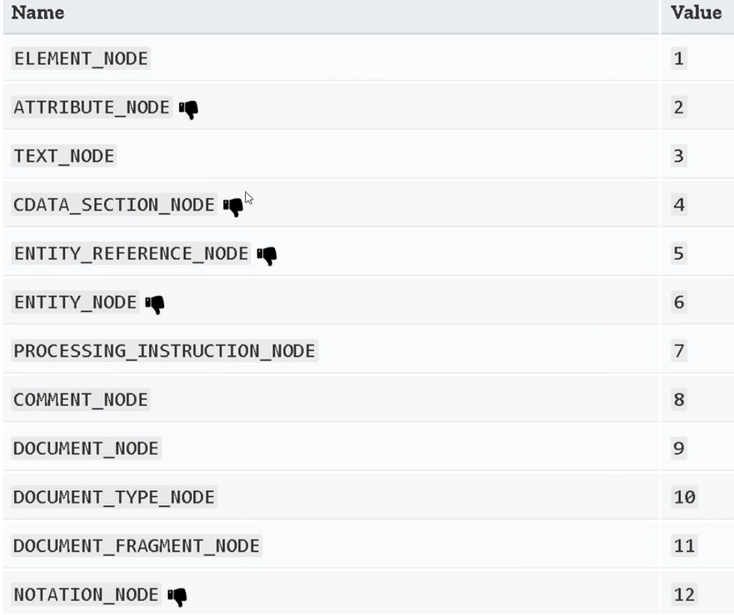 Name Value
ELEMENT_NODE 1
ATTRIBUTE_NODE 2
TEXT_NODE 3
CDATA_SECTION_NODE 4
ENTITY_REFERENCE_NODE 5
ENTITY_NODE 6
PROCESSING_INSTRUCTION_NODE 7
COMMENT_NODE 8
DOCUMENT_NODE 9
DOCUMENT_TYPE_NODE 10
DOCUMENT_FRAGMENT_NODE 11
NOTATION_NODE 12